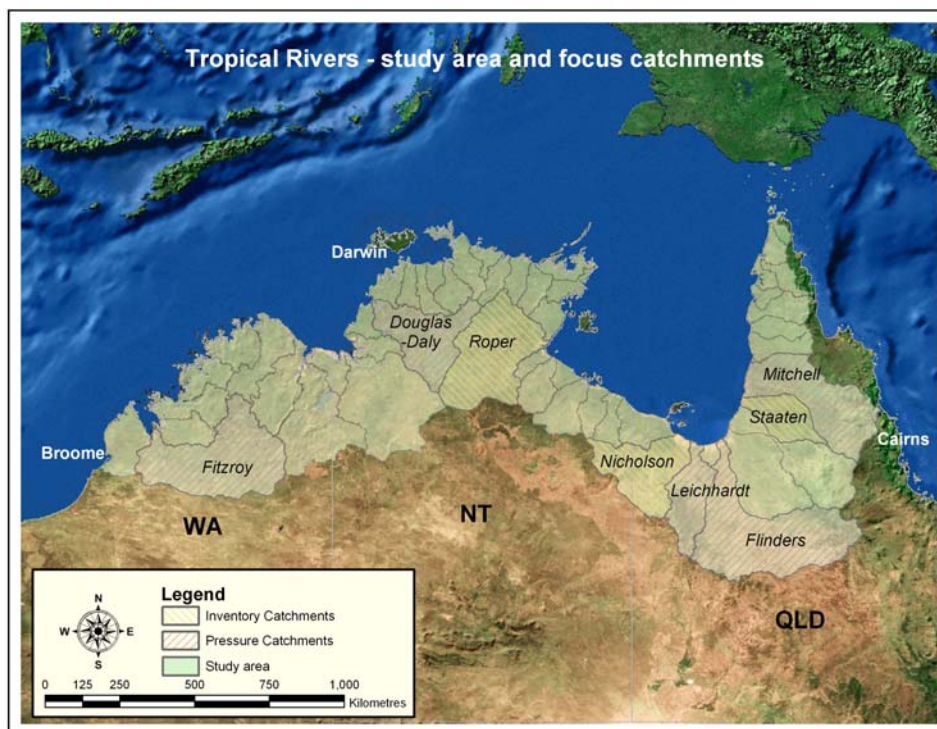 Tropical Rivers - study area and focus catchments
Darwin
Douglas
-Daly
Roper
Mitchell
Staaten
Cairns
Broome
Fitzroy
Nicholson
Leichhardt
Flinders
WA
NT
QLD
Legend
Inventory Catchments
Pressure Catchments
Study area
N
W
E
S
0 125 250 500 750 1,000
Kilometres